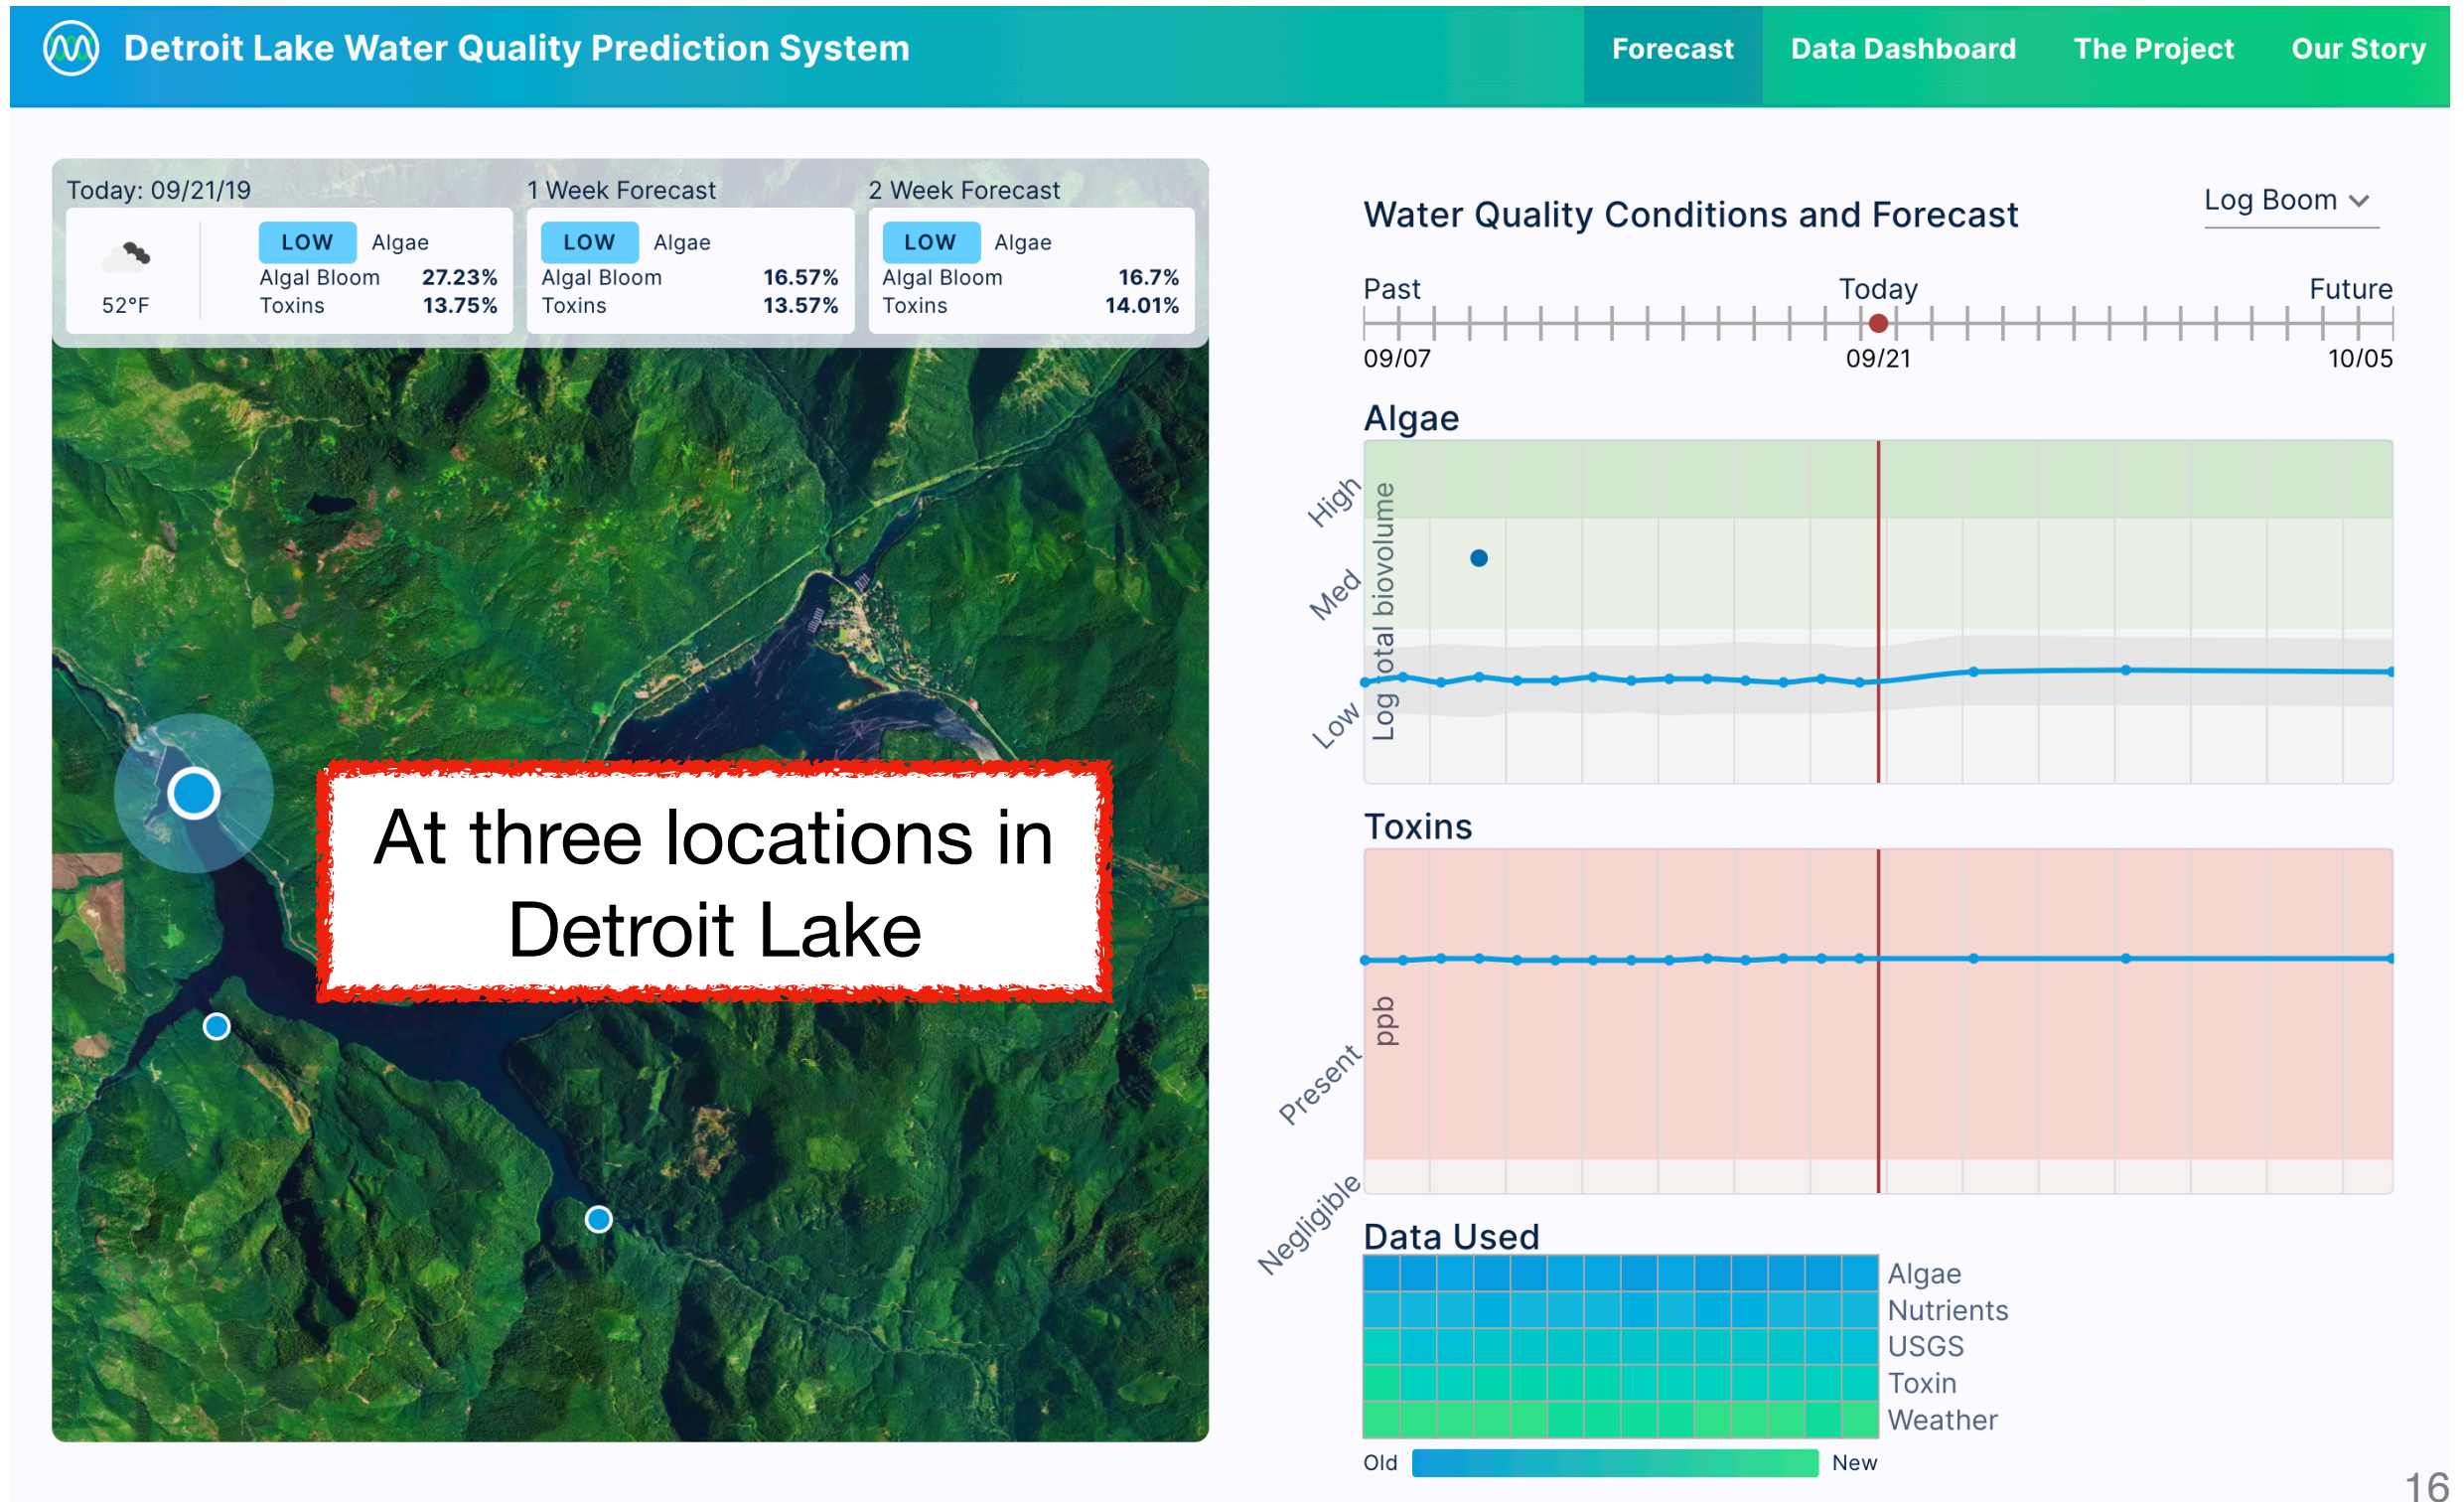 Detroit Lake Water Quality Prediction System
Forecast
Data Dashboard
The Project
Our Story
Today: 09/21/19
52°F
LOW Algae
Algal Bloom 27.23%
Toxins 13.75%
1 Week Forecast
LOW Algae
Algal Bloom 16.57%
Toxins 13.57%
2 Week Forecast
LOW Algae
Algal Bloom 16.7%
Toxins 14.01%
At three locations in
Detroit Lake
Water Quality Conditions and Forecast
Log Boom
Past Today Future
09/07 09/21 10/05
Algae
High
Med
Low
Log total biovolume
Toxins
ppb
Present
Negligible
Data Used
Algae
Nutrients
USGS
Toxin
Weather
Old New
16